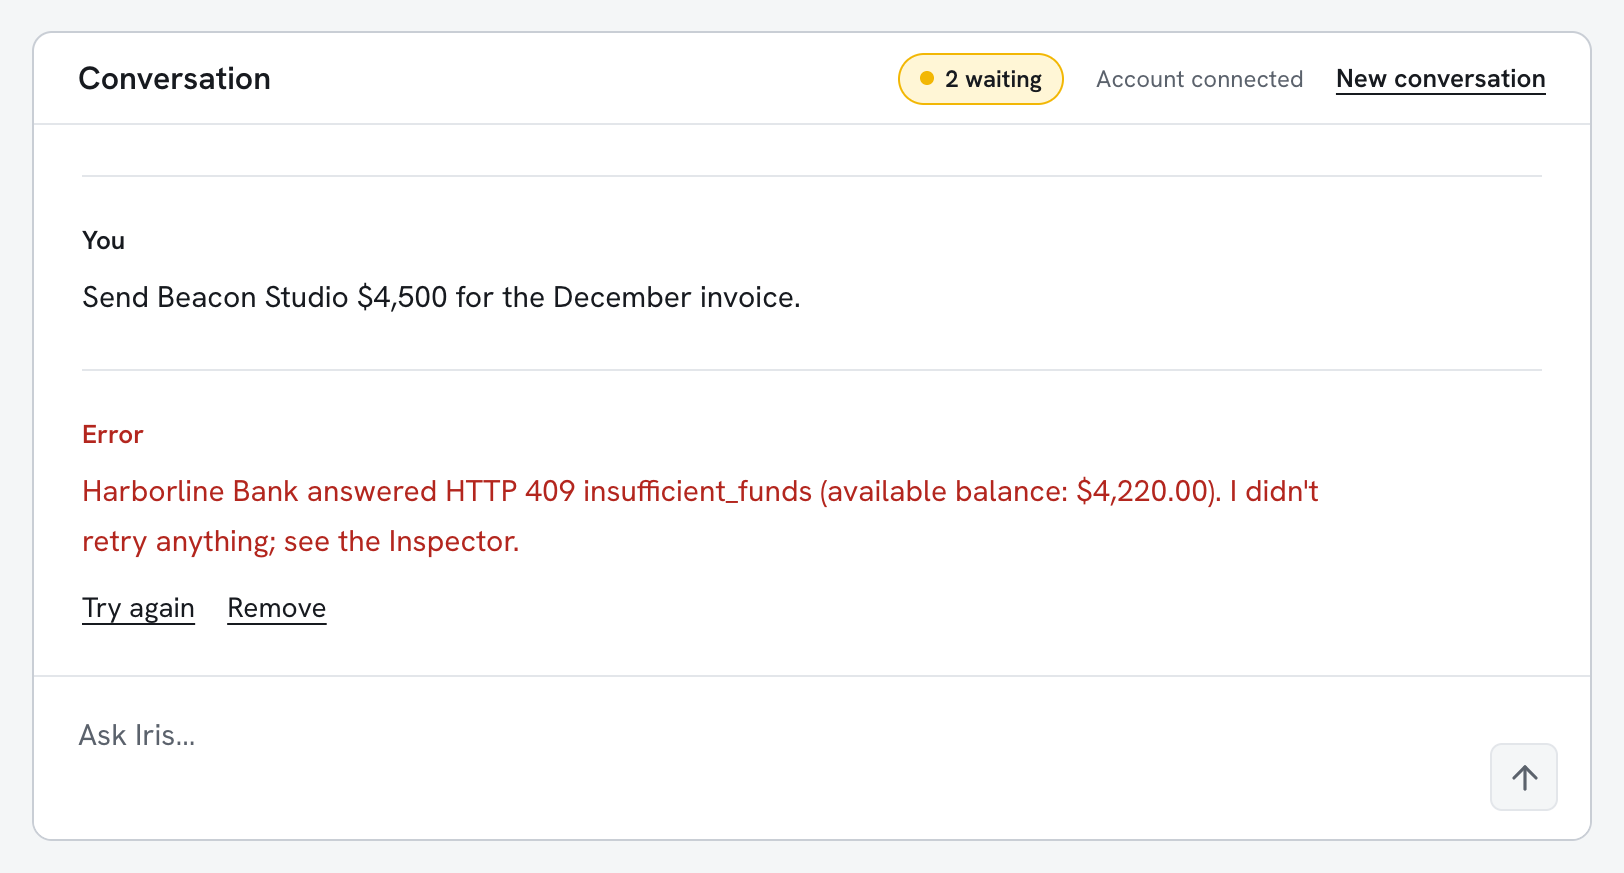 Conversation
2 waiting
Account connected
New conversation
You
Send Beacon Studio $4,500 for the December invoice.
Error
Harborline Bank answered HTTP 409 insufficient_funds (available balance: $4,220.00). I didn't
retry anything; see the Inspector.
Try again
Remove
Ask Iris...